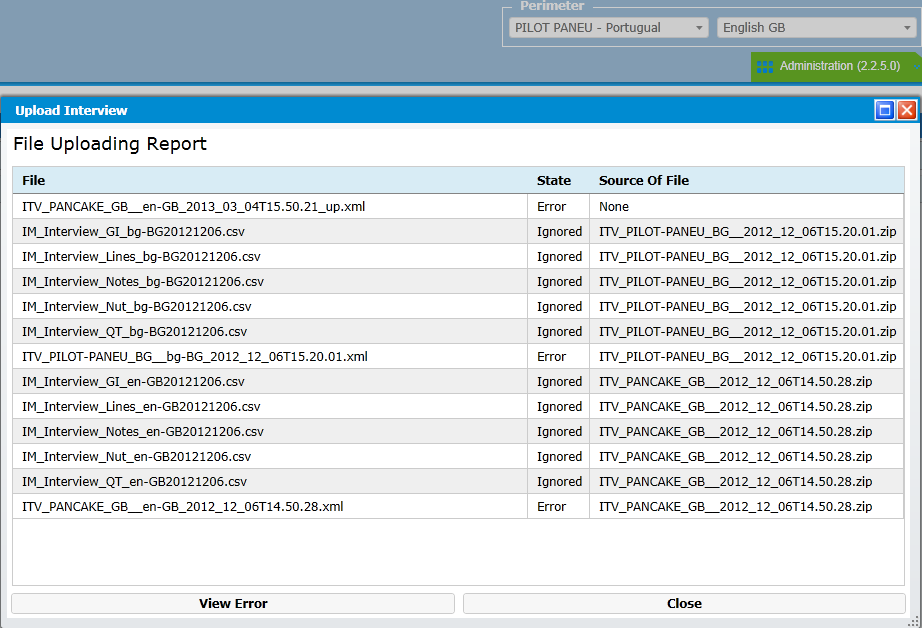 Perimeter
PILOT PANEU - Portugual English GB
Administration (2.2.5.0)
Upload Interview
File Uploading Report
File State Source Of File
ITV_PANCAKE_GB__en-GB_2013_03_04T15.50.21_up.xml Error None
IM_Interview_GI_bg-BG20121206.csv Ignored ITV_PILOT-PANEU_BG__2012_12_06T15.20.01.zip
IM_Interview_Lines_bg-BG20121206.csv Ignored ITV_PILOT-PANEU_BG__2012_12_06T15.20.01.zip
IM_Interview_Notes_bg-BG20121206.csv Ignored ITV_PILOT-PANEU_BG__2012_12_06T15.20.01.zip
IM_Interview_Nut_bg-BG20121206.csv Ignored ITV_PILOT-PANEU_BG__2012_12_06T15.20.01.zip
IM_Interview_QT_bg-BG20121206.csv Ignored ITV_PILOT-PANEU_BG__2012_12_06T15.20.01.zip
ITV_PILOT-PANEU_BG__bg-BG_2012_12_06T15.20.01.xml Error ITV_PILOT-PANEU_BG__2012_12_06T15.20.01.zip
IM_Interview_GI_en-GB20121206.csv Ignored ITV_PANCAKE_GB__2012_12_06T14.50.28.zip
IM_Interview_Lines_en-GB20121206.csv Ignored ITV_PANCAKE_GB__2012_12_06T14.50.28.zip
IM_Interview_Notes_en-GB20121206.csv Ignored ITV_PANCAKE_GB__2012_12_06T14.50.28.zip
IM_Interview_Nut_en-GB20121206.csv Ignored ITV_PANCAKE_GB__2012_12_06T14.50.28.zip
IM_Interview_QT_en-GB20121206.csv Ignored ITV_PANCAKE_GB__2012_12_06T14.50.28.zip
ITV_PANCAKE_GB__en-GB_2012_12_06T14.50.28.xml Error ITV_PANCAKE_GB__2012_12_06T14.50.28.zip
View Error Close